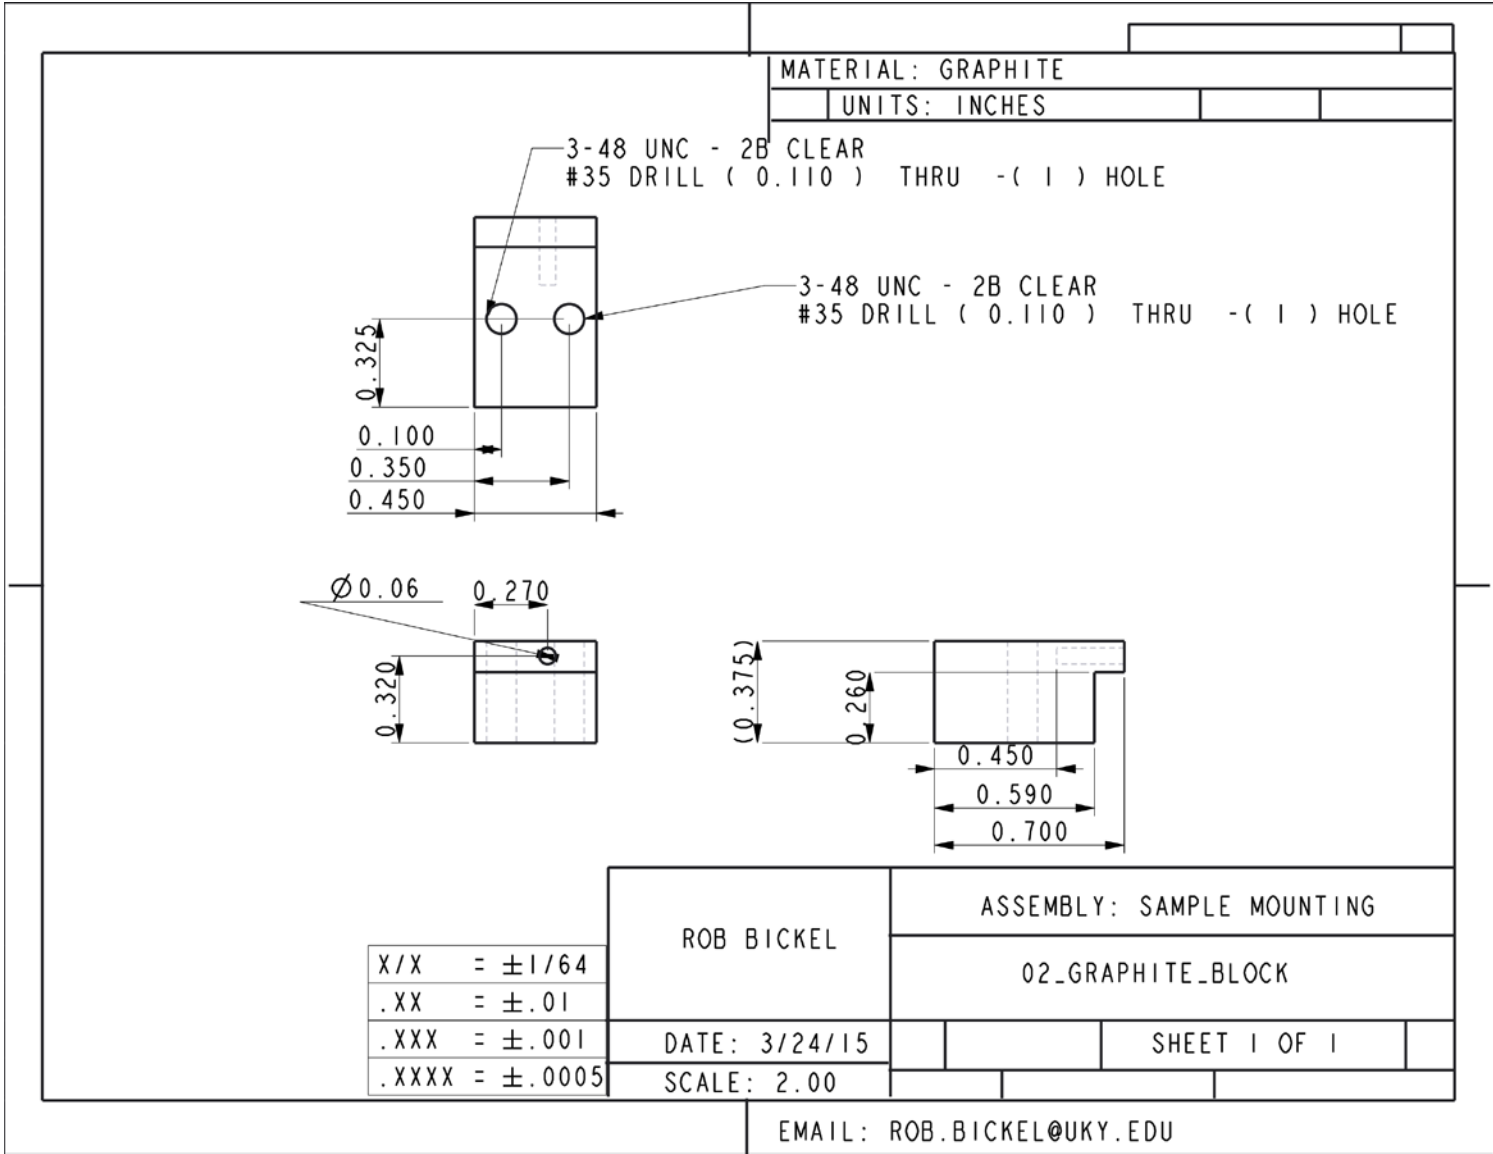 MATERIAL: GRAPHITE
UNITS: INCHES
3-48 UNC - 2B CLEAR
#35 DRILL ( 0.110 ) THRU -( 1 ) HOLE
3-48 UNC - 2B CLEAR
#35 DRILL ( 0.110 ) THRU -( 1 ) HOLE
0.325
0.100
0.350
0.450
Ø0.06
0.270
0.320
(0.375)
0.260
0.450
0.590
0.700
X/X = ±1/64
.XX = ±.01
.XXX = ±.001
.XXXX = ±.0005
ROB BICKEL
DATE: 3/24/15
SCALE: 2.00
ASSEMBLY: SAMPLE MOUNTING
02_GRAPHITE_BLOCK
SHEET 1 OF 1
EMAIL: ROB.BICKEL@UKY.EDU